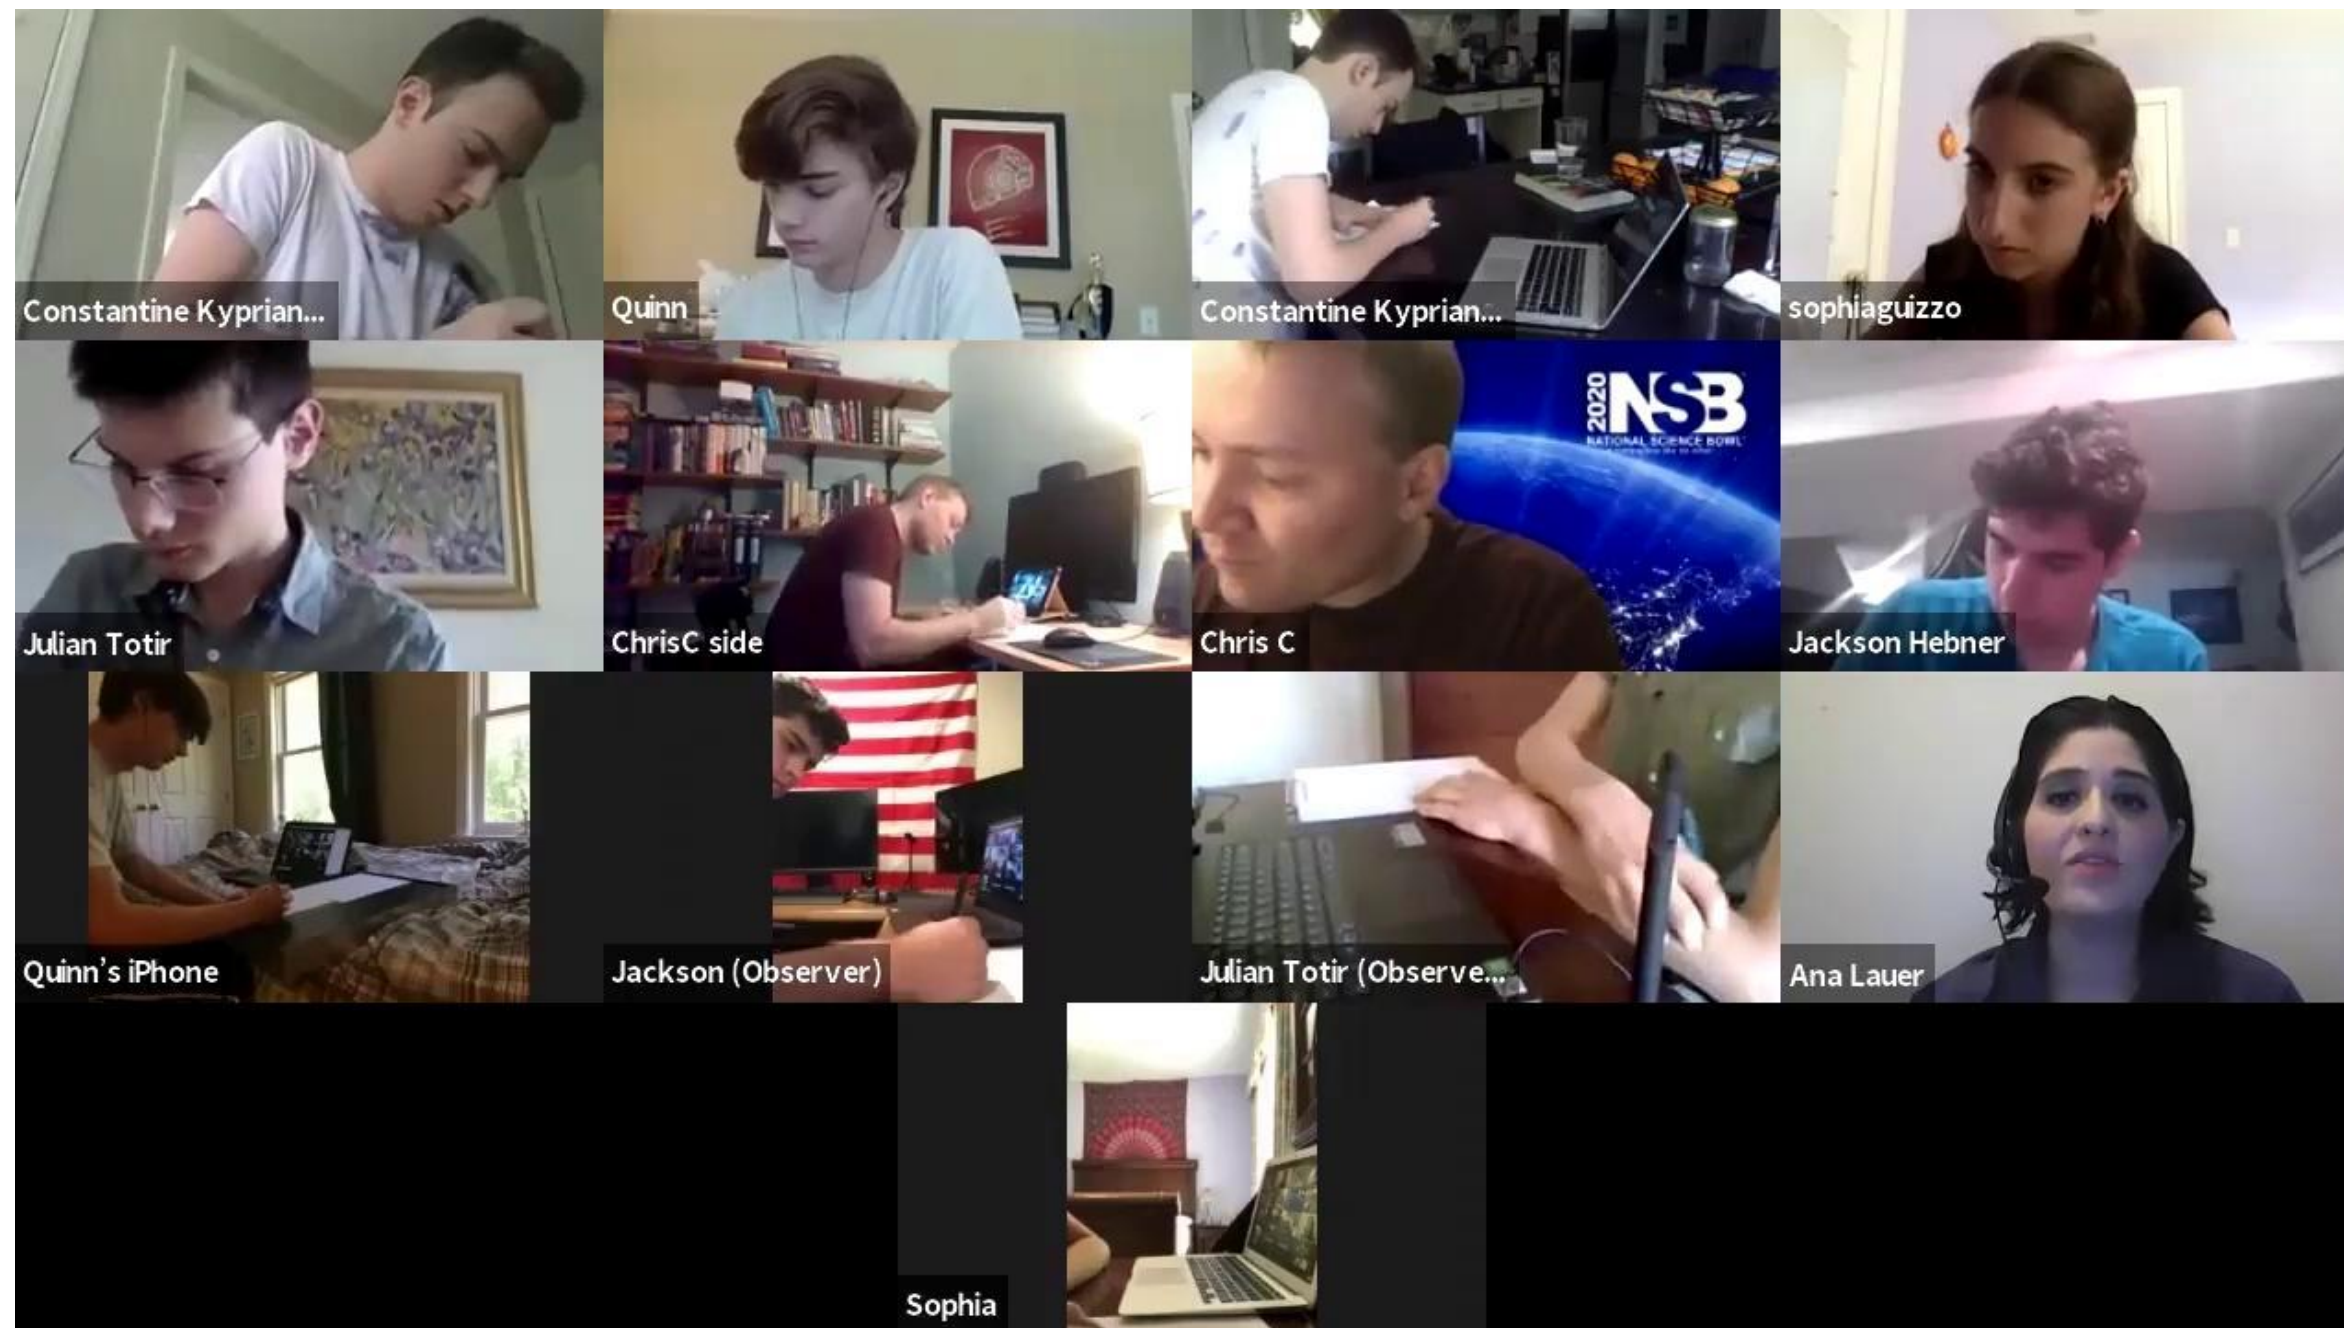 Constantine Kyprian...
Quinn
Constantine Kyprian...
sophiaguizzo
Julian Totir
ChrisC side
2020
NSB
NATIONAL SCIENCE BOWL
Chris C
Jackson Hebner
Quinn's iPhone
Jackson (Observer)
Julian Totir (Observe...
Ana Lauer
Sophia